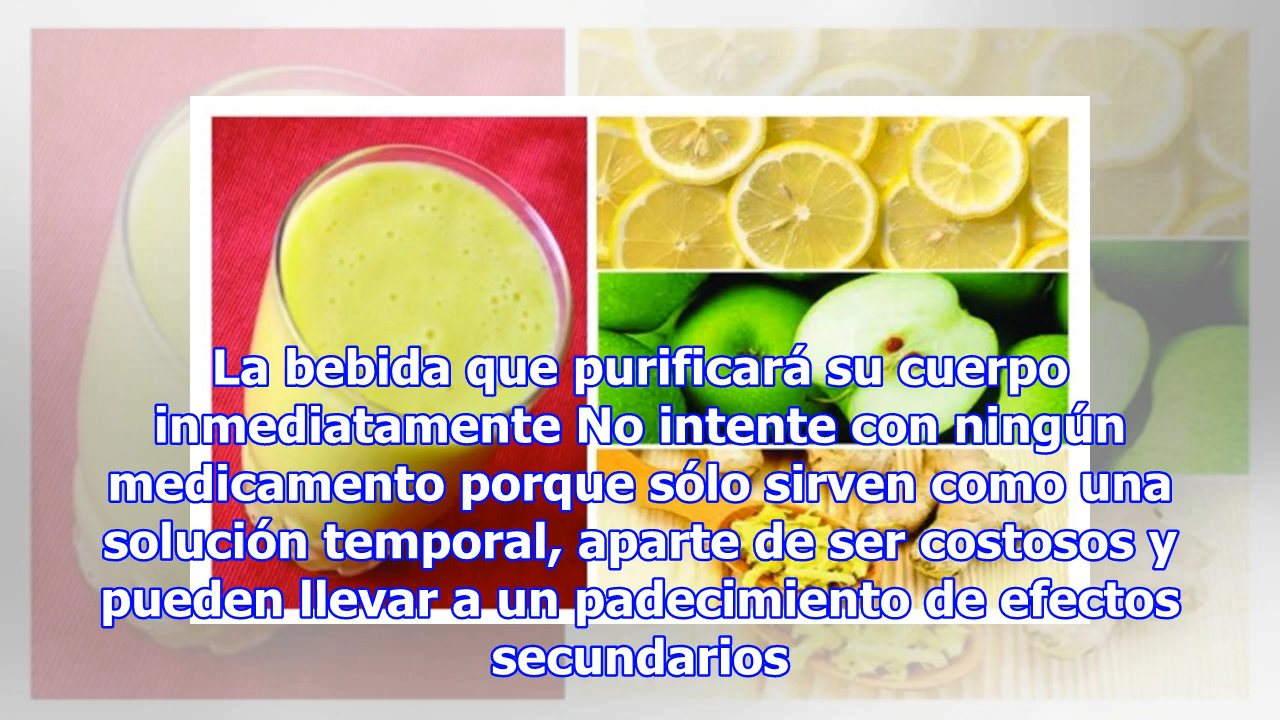 La bebida que purificará su cuerpo
inmediatamente No intente con ningún
medicamento porque sólo sirven como una
solución temporal, aparte de ser costosos y
pueden llevar a un padecimiento de efectos
secundarios